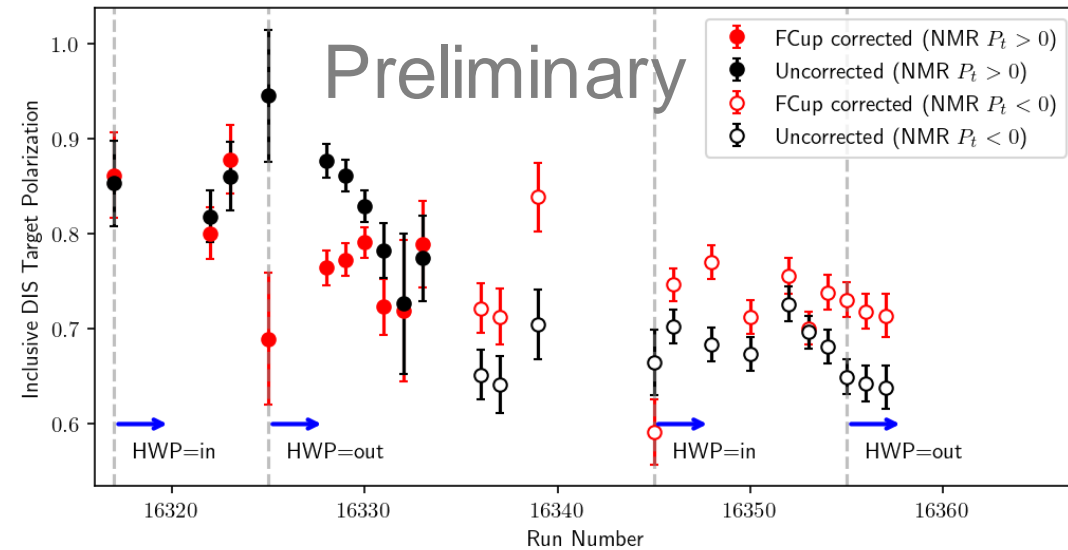 Preliminary
FCup corrected (NMR $P_t > 0$)
Uncorrected (NMR $P_t > 0$)
FCup corrected (NMR $P_t < 0$)
Uncorrected (NMR $P_t < 0$)
Inclusive DIS Target Polarization
1.0
0.9
0.8
0.7
0.6
HWP=in
HWP=out
HWP=in
HWP=out
16320
16330
16340
16350
16360
Run Number